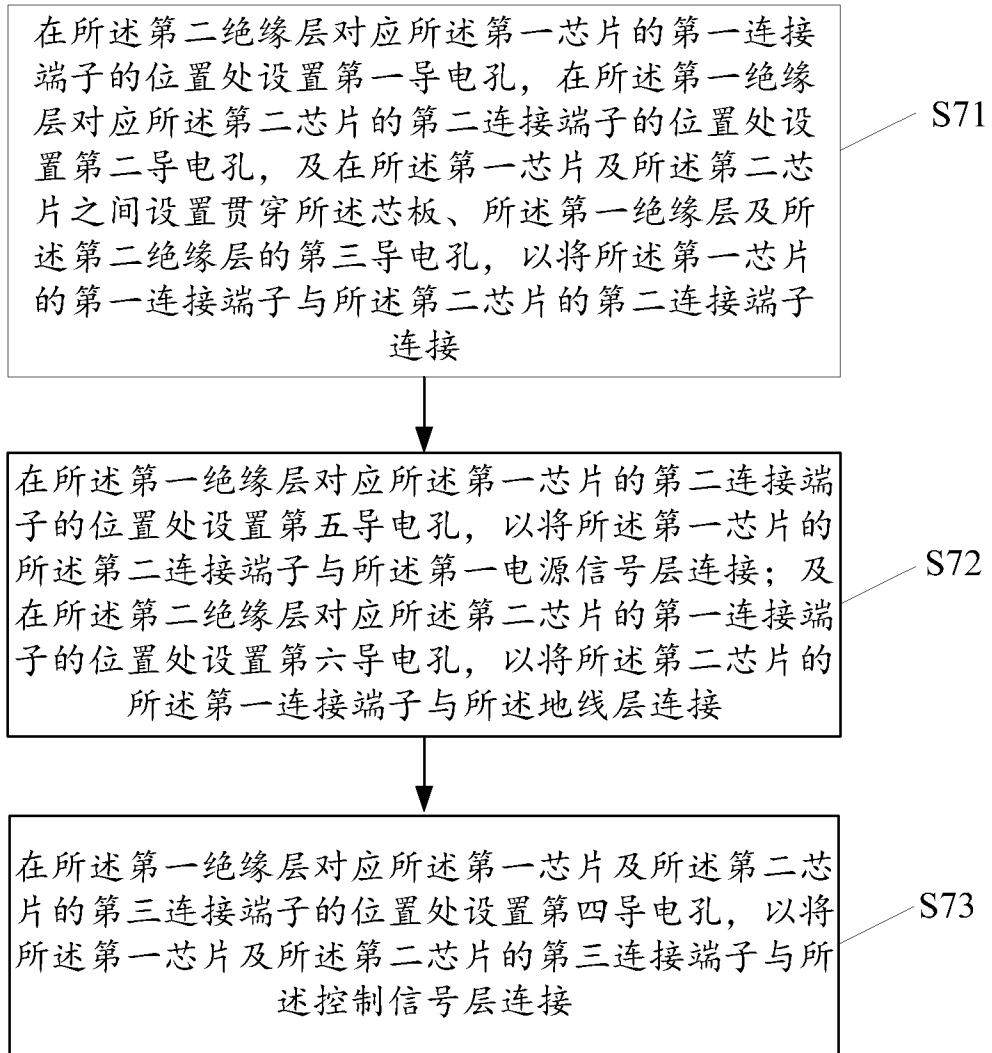 在所述第二绝缘层对应所述第一芯片的第一连接
端子的位置处设置第一导电孔，在所述第一绝缘
层对应所述第二芯片的第二连接端子的位置处设
置第二导电孔，及在所述第一芯片及所述第二芯
片之间设置贯穿所述芯板、所述第一绝缘层及所
述第二绝缘层的第三导电孔，以将所述第一芯片
的第一连接端子与所述第二芯片的第二连接端子
连接
S71
在所述第一绝缘层对应所述第一芯片的第二连接端
子的位置处设置第五导电孔，以将所述第一芯片的
所述第二连接端子与所述第一电源信号层连接；及
在所述第二绝缘层对应所述第二芯片的第一连接端
子的位置处设置第六导电孔，以将所述第二芯片的
所述第一连接端子与所述地线层连接
S72
在所述第一绝缘层对应所述第一芯片及所述第二芯
片的第三连接端子的位置处设置第四导电孔，以将
所述第一芯片及所述第二芯片的第三连接端子与所
述控制信号层连接
S73